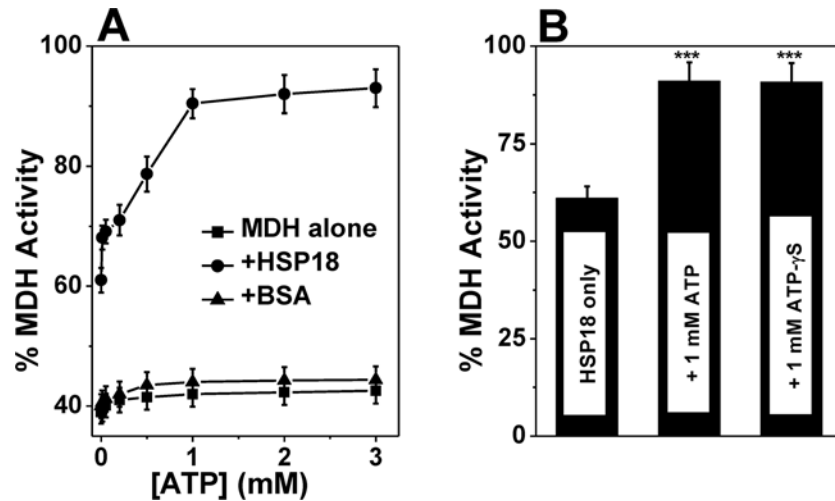 A
% MDH Activity
100
80
60
40
MDH alone
+HSP18
+BSA
0
1
2
3
[ATP] (mM)
B
% MDH Activity
100
75
50
25
0
***
***
HSP18 only
+ 1 mM ATP
+ 1 mM ATP-γS